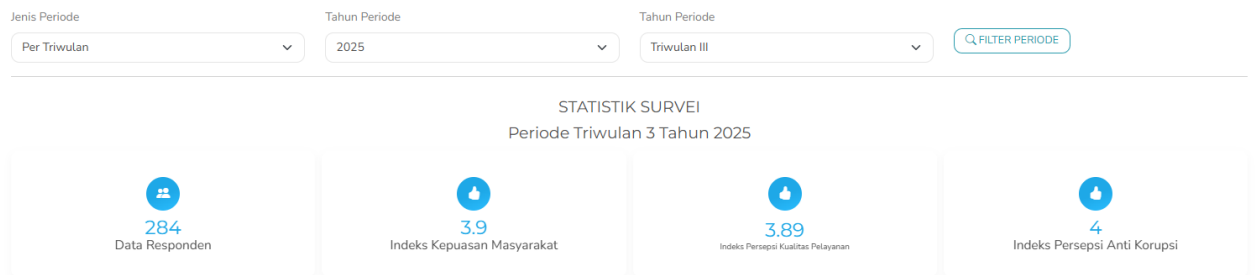 Jenis Periode
Tahun Periode
Tahun Periode
Per Triwulan
2025
Triwulan III
FILTER PERIODE
STATISTIK SURVEI
Periode Triwulan 3 Tahun 2025
284
Data Responden
3.9
Indeks Kepuasan Masyarakat
3.89
Indeks Persepsi Kualitas Pelayanan
4
Indeks Persepsi Anti Korupsi